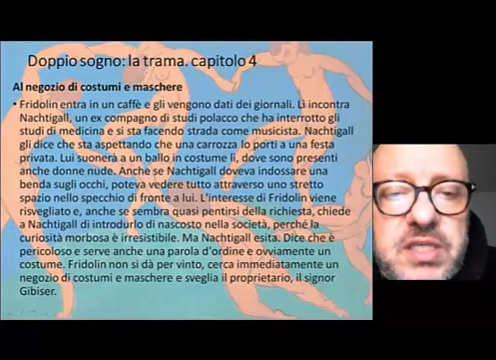 Doppio sogno: la trama. capitolo 4
Al negozio di costumi e maschere
• Fridolin entra in un caffè e gli vengono dati dei giornali. Lì incontra
Nachtigall, un ex compagno di studi polacco che ha interrotto gli
studi di medicina e si sta facendo strada come musicista. Nachtigall
gli dice che sta aspettando che una carrozza lo porti a una festa
privata. Lui suonerà a un ballo in costume lì, dove sono presenti
anche donne nude. Anche se Nachtigall doveva indossare una
benda sugli occhi, poteva vedere tutto attraverso uno stretto
spazio nello specchio di fronte a lui. L'interesse di Fridolin viene
risvegliato e, anche se sembra quasi pentirsi della richiesta, chiede
a Nachtigall di introdurlo di nascosto nella società, perché la
curiosità morbosa è irresistibile. Ma Nachtigall esita. Dice che è
pericoloso e serve anche una parola d'ordine e ovviamente un
costume. Fridolin non si dà per vinto, cerca immediatamente un
negozio di costumi e maschere e sveglia il proprietario, il signor
Gibiser.